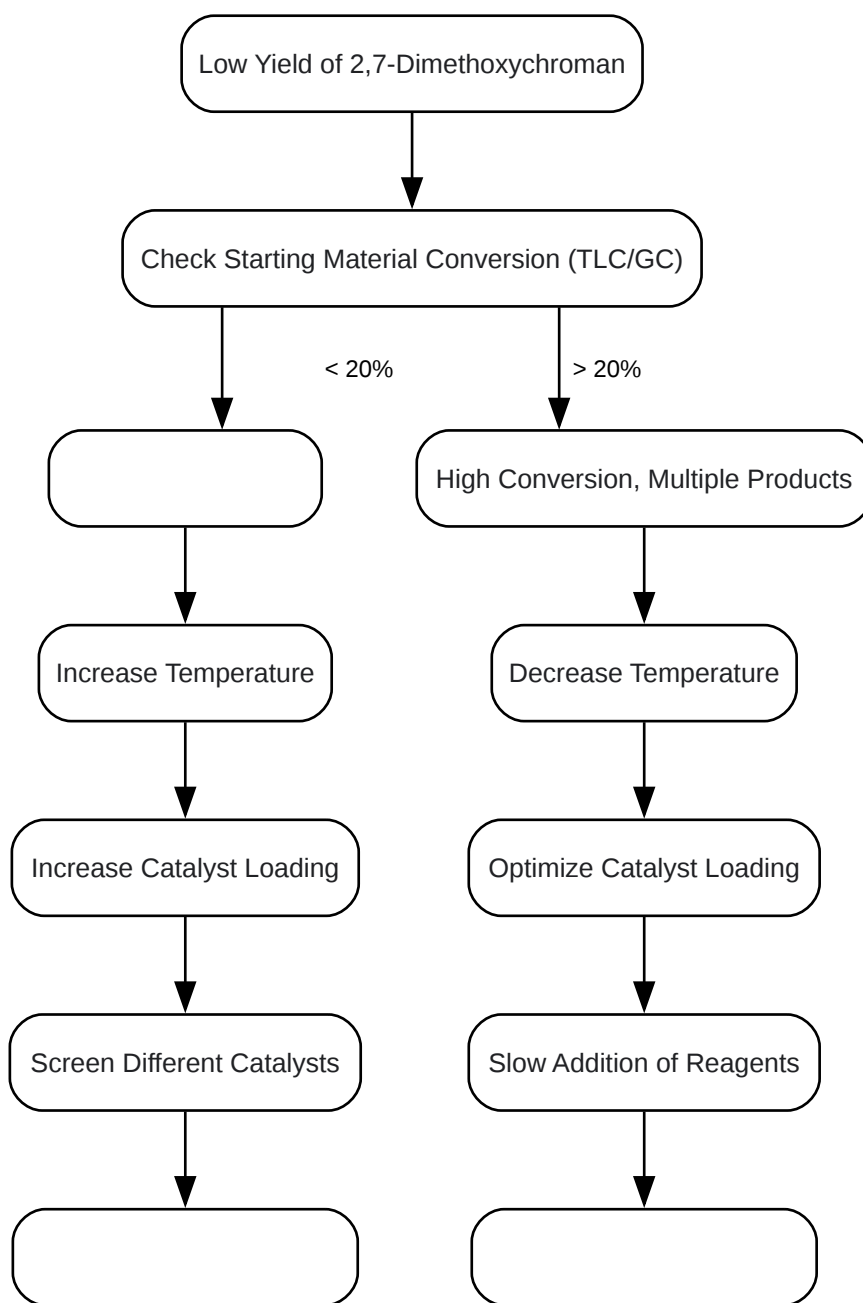 Low Yield of 2,7-Dimethoxychroman
Check Starting Material Conversion (TLC/GC)
< 20%
> 20%
High Conversion, Multiple Products
Increase Temperature
Decrease Temperature
Increase Catalyst Loading
Optimize Catalyst Loading
Screen Different Catalysts
Slow Addition of Reagents